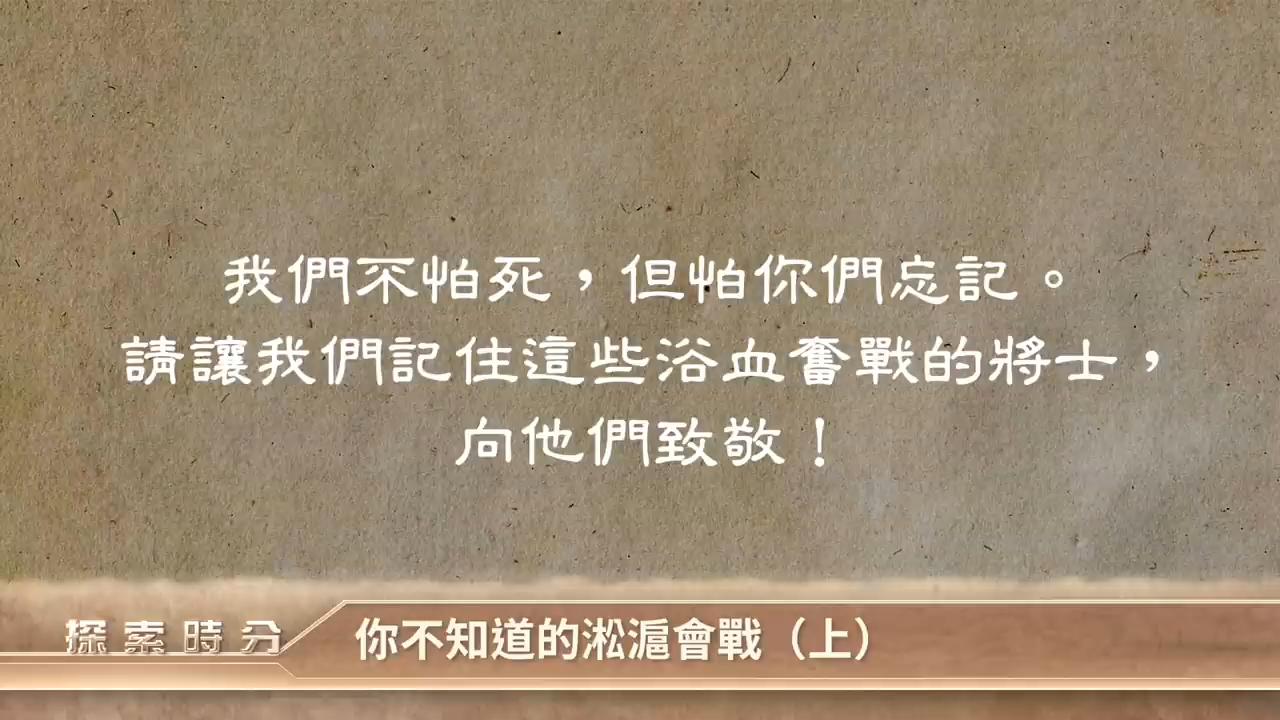 我們不怕死，但怕你們忘記。
請讓我們記住這些浴血奮戰的將士，
向他們致敬！
探索時分
你不知道的淞滬會戰（上）